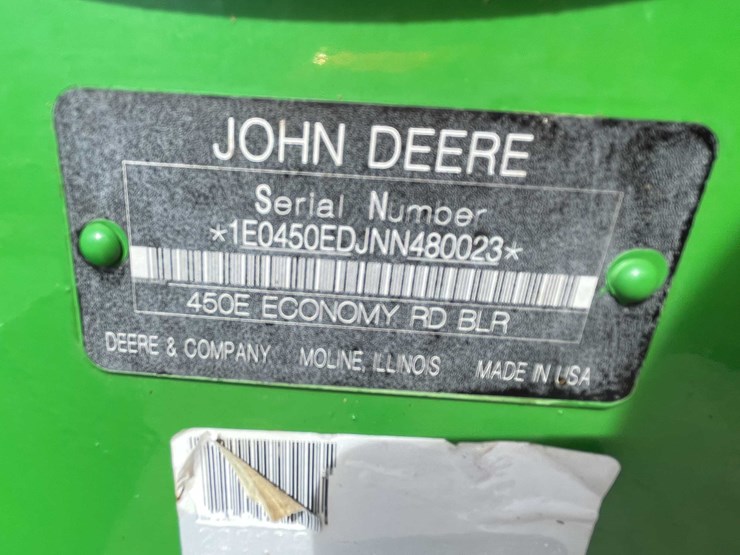 JOHN DEERE
Serial Number
*1E0450EDJNN480023*
450E ECONOMY RD BLR
DEERE & COMPANY MOLINE, ILLINOIS MADE IN USA